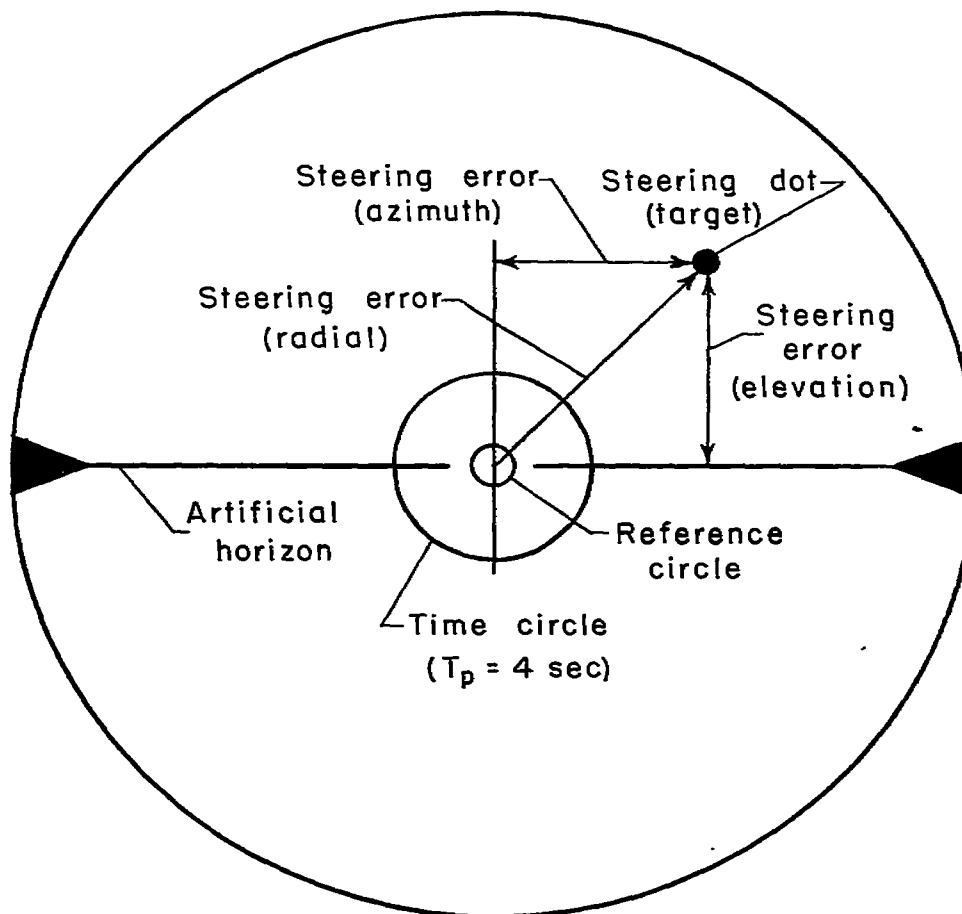 Steering error
(azimuth)
Steering dot
(target)
Steering error
(radial)
Steering
error
(elevation)
Artificial
horizon
Reference
circle
Time circle
(Tp = 4 sec)